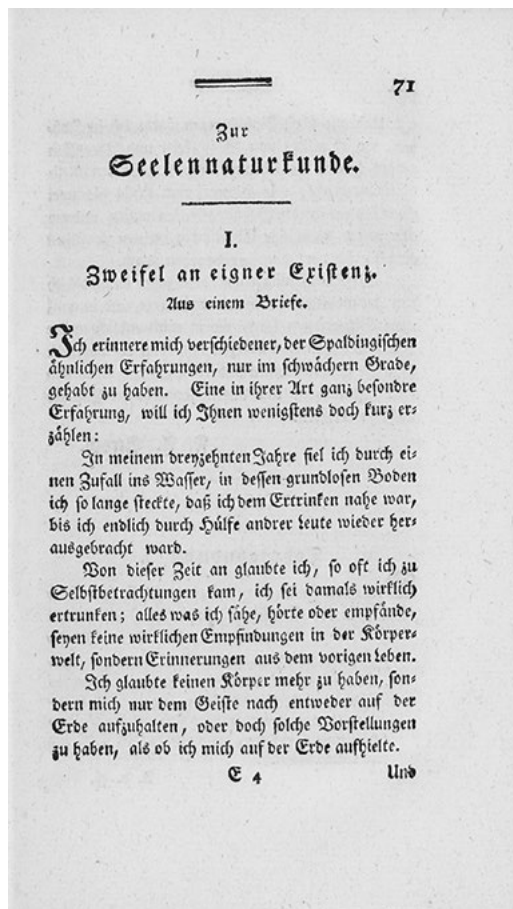 71
Zur
Seelennaturkunde.
I.
Zweifel an eigner Existenz.
Aus einem Briefe.
Ich erinnere mich verschiedener, der Spaldingischen
ähnlichen Erfahrungen, nur im schwächern Grade,
gehabt zu haben. Eine in ihrer Art ganz besondre
Erfahrung, will ich Ihnen wenigstens doch kurz er-
zählen:
In meinem dreyzehnten Jahre fiel ich durch ei-
nen Zufall ins Wasser, in dessen grundlosen Boden
ich so lange steckte, daß ich dem Ertrinken nahe war,
bis ich endlich durch Hülfe andrer Leute wieder her-
ausgebracht ward.
Von dieser Zeit an glaubte ich, so oft ich zu
Selbstbetrachtungen kam, ich sei damals wirklich
ertrunken; alles was ich sähe, hörte oder empfände,
seyen keine wirklichen Empfindungen in der Körper-
welt, sondern Erinnerungen aus dem vorigen Leben.
Ich glaubte keinen Körper mehr zu haben, son-
dern mich nur dem Geiste nach entweder auf der
Erde aufzuhalten, oder doch solche Vorstellungen
zu haben, als ob ich mich auf der Erde aufhielte.
E 4 Und